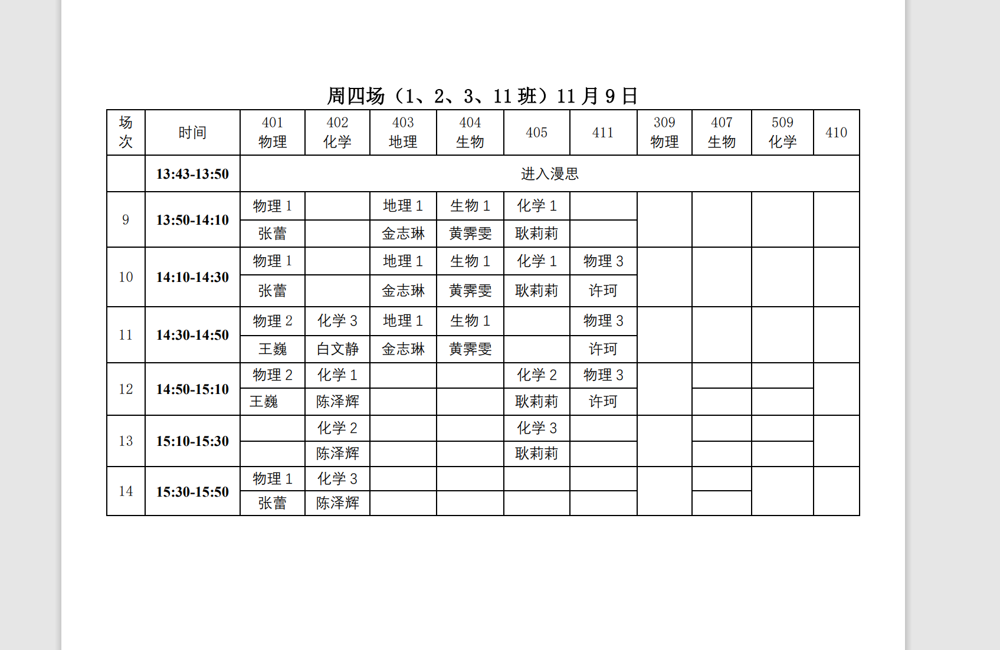 周四场（1、2、3、11 班）11 月 9 日
场次 时间 401 物理 402 化学 403 地理 404 生物 405 411 309 物理 407 生物 509 化学 410
13:43-13:50 进入漫思
9 13:50-14:10 物理 1 地理 1 生物 1 化学 1
张蕾 金志琳 黄霁雯 耿莉莉
10 14:10-14:30 物理 1 地理 1 生物 1 化学 1 物理 3
张蕾 金志琳 黄霁雯 耿莉莉 许珂
11 14:30-14:50 物理 2 化学 3 地理 1 生物 1 物理 3
王巍 白文静 金志琳 黄霁雯 许珂
12 14:50-15:10 物理 2 化学 1 化学 2 物理 3
王巍 陈泽辉 耿莉莉 许珂
13 15:10-15:30 化学 2 化学 3
陈泽辉 耿莉莉
14 15:30-15:50 物理 1 化学 3
张蕾 陈泽辉